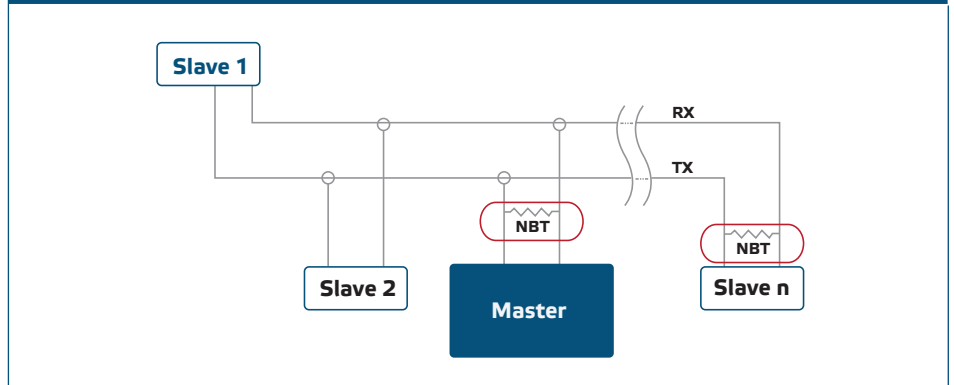 Slave 1
RX
TX
NBT
NBT
Slave 2
Master
Slave n